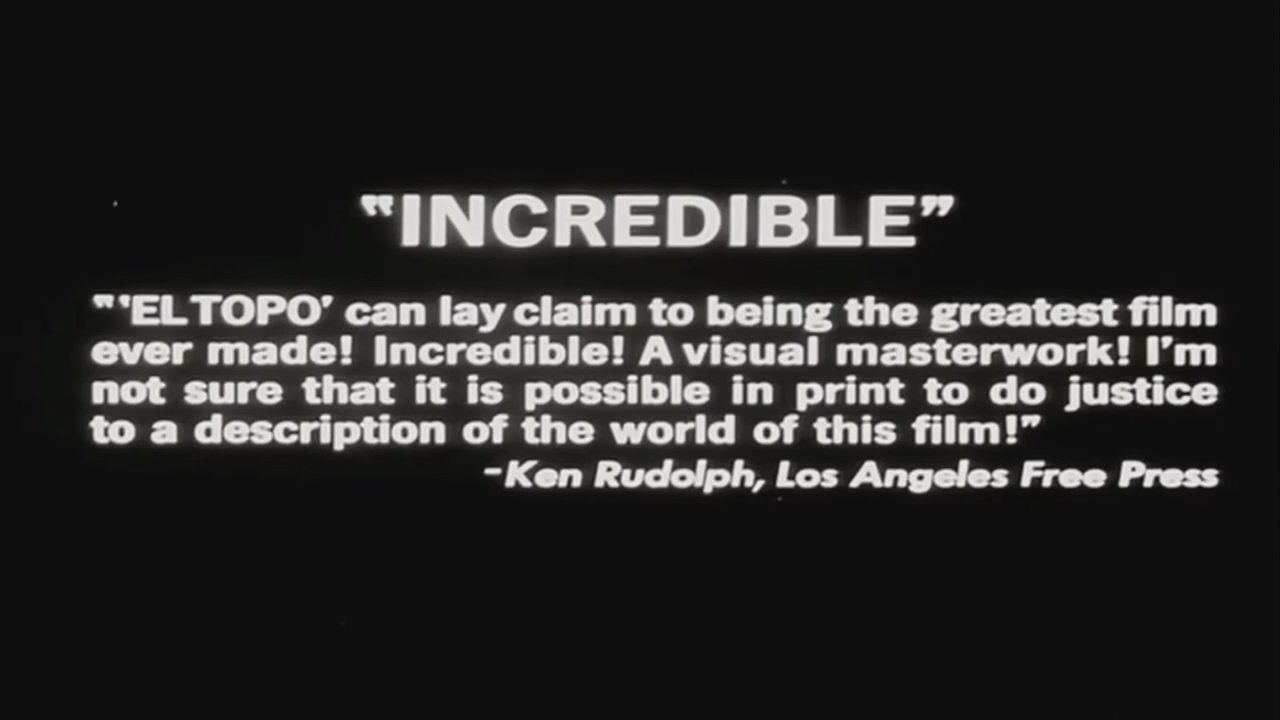 "INCREDIBLE"
"'EL TOPO' can lay claim to being the greatest film
ever made! Incredible! A visual masterwork! I'm
not sure that it is possible in print to do justice
to a description of the world of this film!"
-Ken Rudolph, Los Angeles Free Press